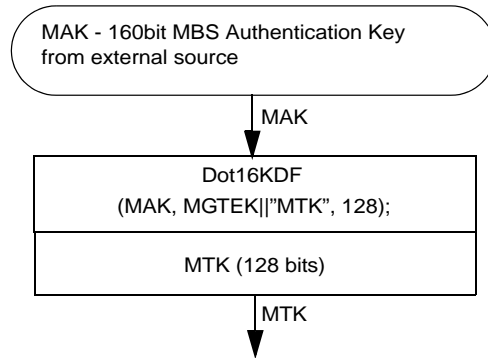 MAK - 160bit MBS Authentication Key
from external source
MAK
Dot16KDF
(MAK, MGTEK||”MTK”, 128);
MTK (128 bits)
MTK